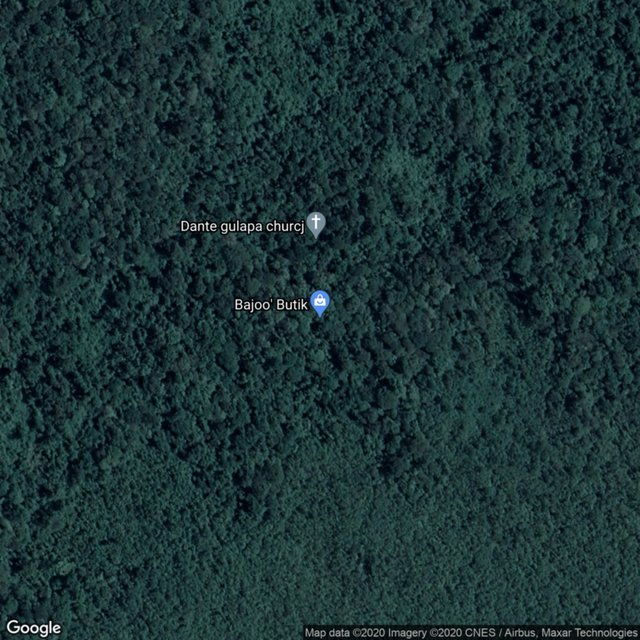 Dante gulapa churcj
Bajoo' Butik
Google
Map data ©2020 Imagery ©2020 CNES / Airbus, Maxar Technologies